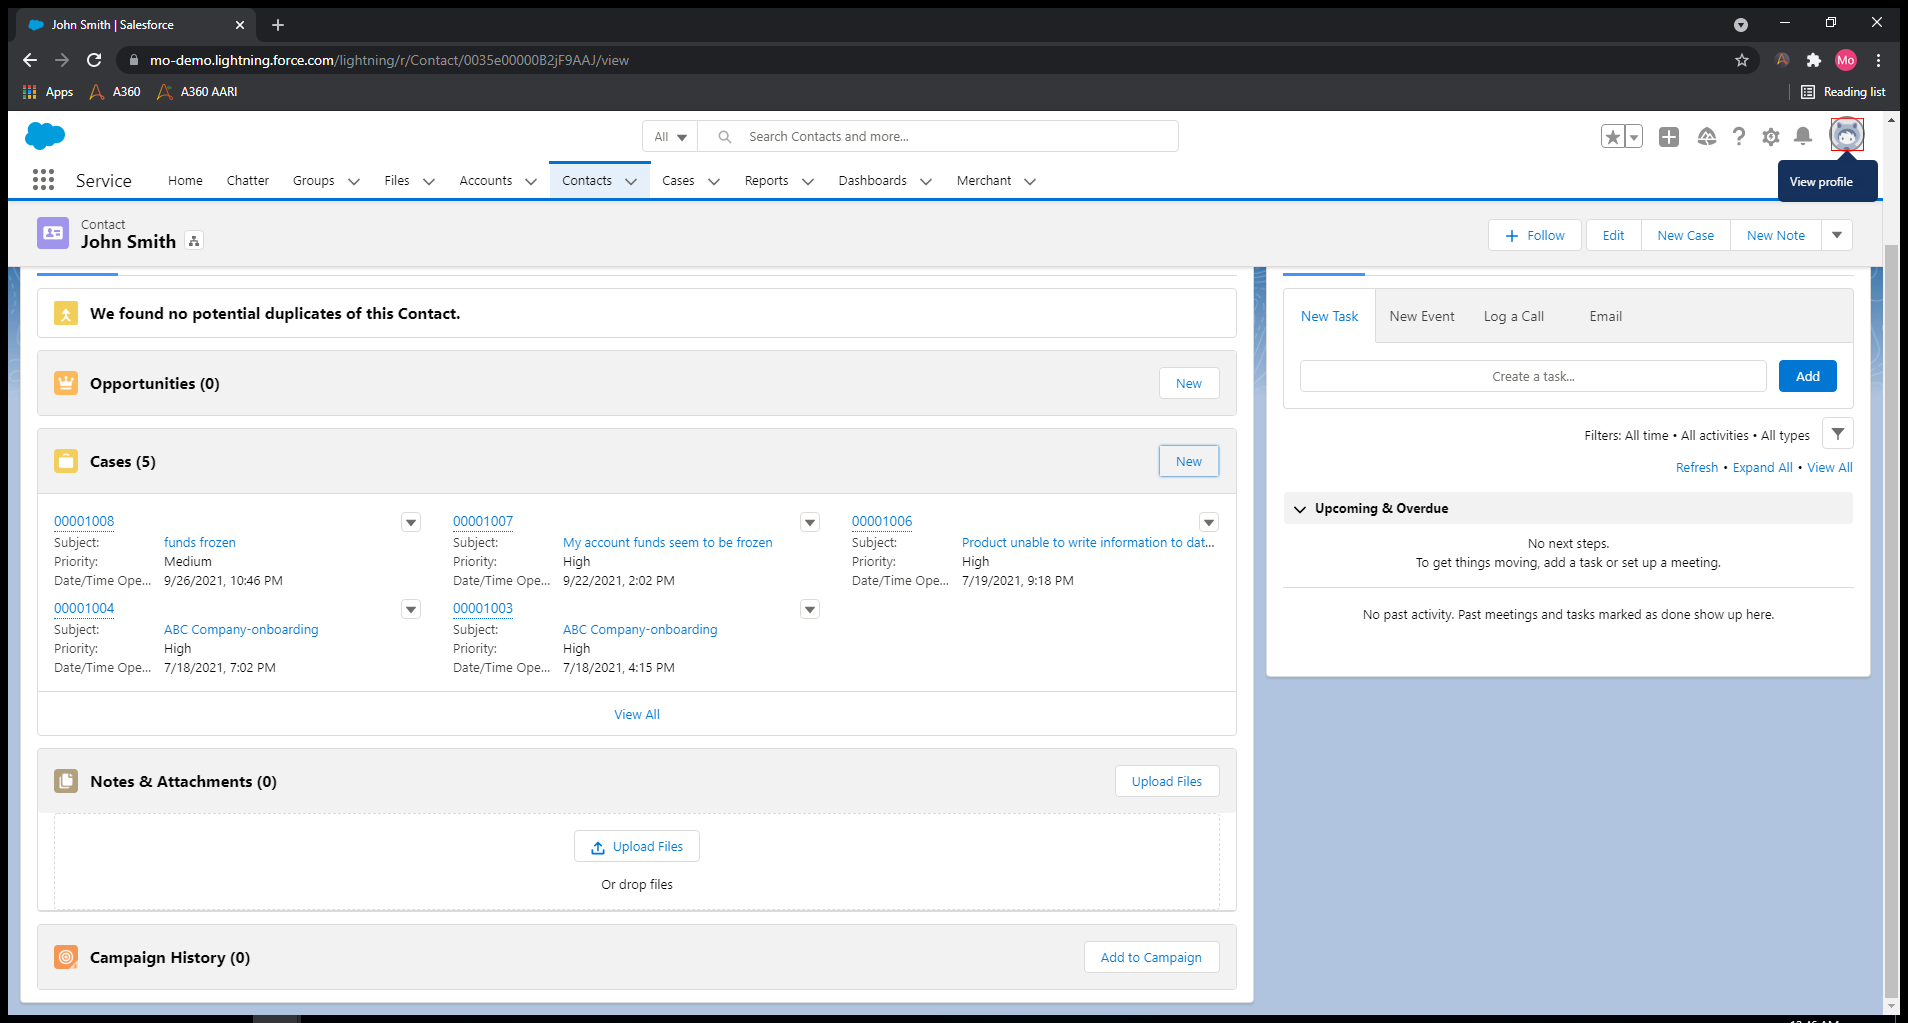 John Smith | Salesforce
mo-demo.lightning.force.com/lightning/r/Contact/0035e00000B2jF9AAJ/view
Mo
Apps A360 A360 AARI Reading list
All Search Contacts and more...
Service Home Chatter Groups Files Accounts Contacts Cases Reports Dashboards Merchant
View profile
Contact
John Smith
Follow Edit New Case New Note
We found no potential duplicates of this Contact.
Opportunities (0) New
Cases (5) New
00001008 00001007 00001006
Subject: funds frozen Subject: My account funds seem to be frozen Subject: Product unable to write information to dat...
Priority: Medium Priority: High Priority: High
Date/Time Ope... 9/26/2021, 10:46 PM Date/Time Ope... 9/22/2021, 2:02 PM Date/Time Ope... 7/19/2021, 9:18 PM
00001004 00001003
Subject: ABC Company-onboarding Subject: ABC Company-onboarding
Priority: High Priority: High
Date/Time Ope... 7/18/2021, 7:02 PM Date/Time Ope... 7/18/2021, 4:15 PM
View All
Notes & Attachments (0) Upload Files
Upload Files
Or drop files
Campaign History (0) Add to Campaign
New Task New Event Log a Call Email
Create a task... Add
Filters: All time • All activities • All types
Refresh • Expand All • View All
Upcoming & Overdue
No next steps.
To get things moving, add a task or set up a meeting.
No past activity. Past meetings and tasks marked as done show up here.